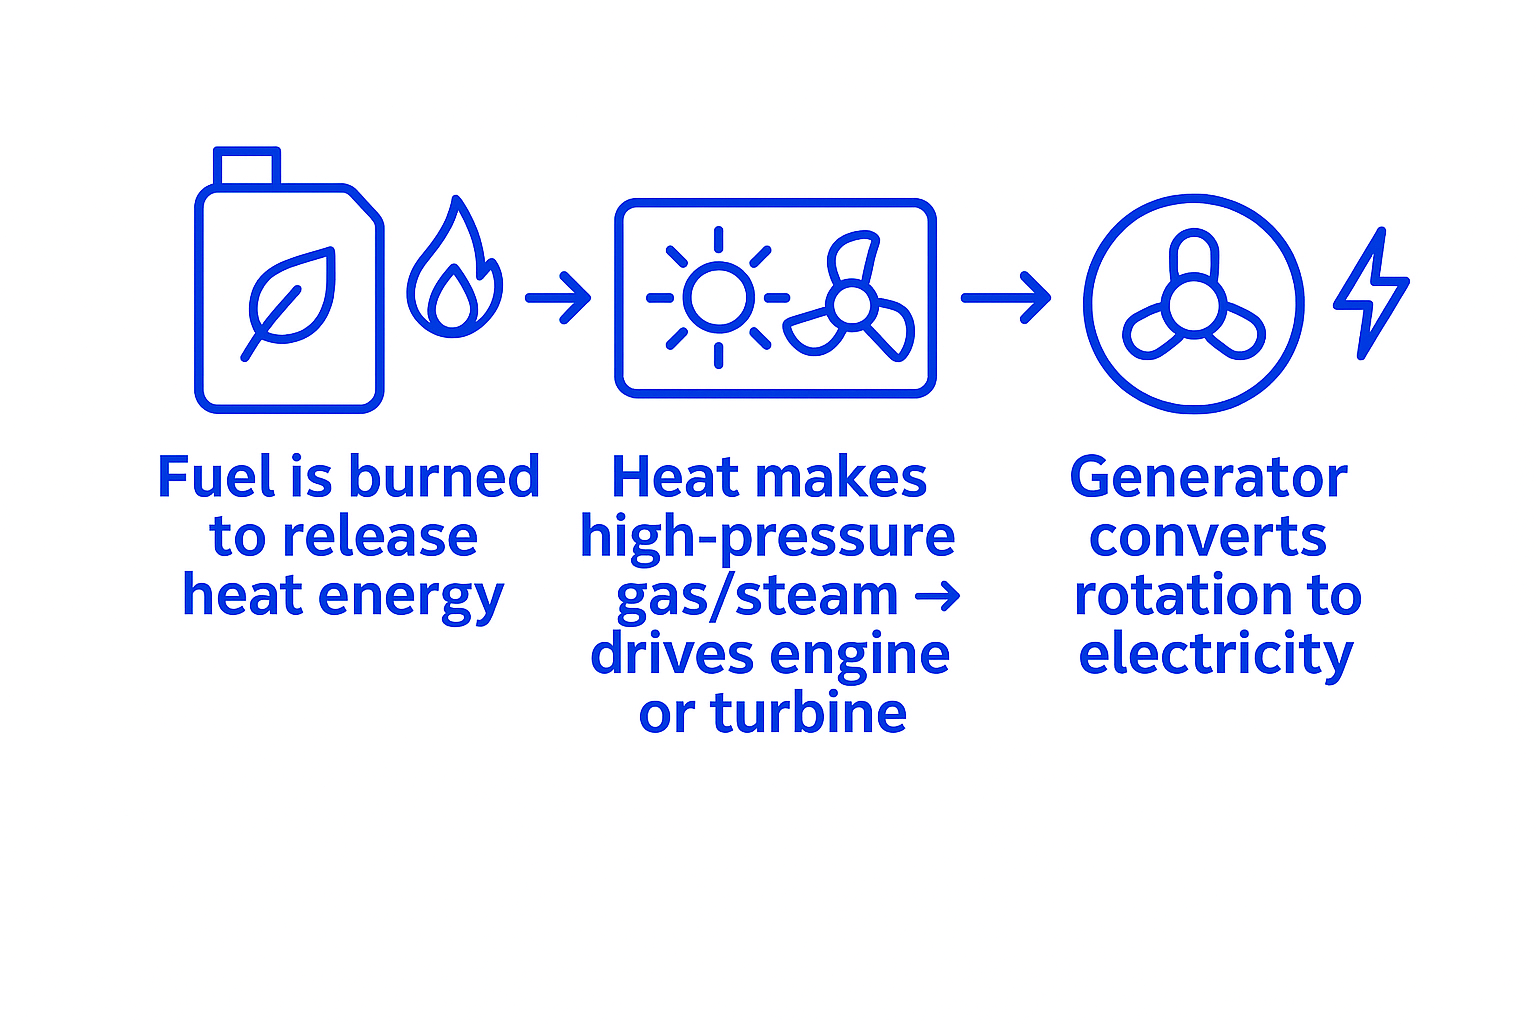 Fuel is burned
to release
heat energy
Heat makes
high-pressure
gas/steam →
drives engine
or turbine
Generator
converts
rotation to
electricity